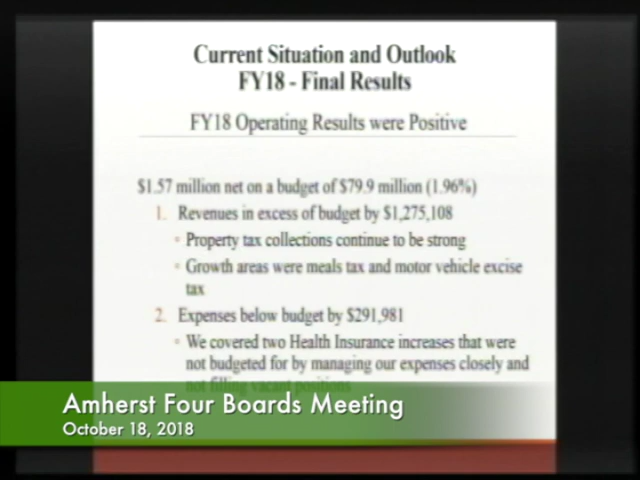 Current Situation and Outlook
FY18 - Final Results
FY18 Operating Results were Positive
$1.57 million net on a budget of $79.9 million (1.96%)
1. Revenues in excess of budget by $1,275,108
• Property tax collections continue to be strong
• Growth areas were meals tax and motor vehicle excise
tax
2. Expenses below budget by $291,981
• We covered two Health Insurance increases that were
not budgeted for by managing our expenses closely and
not filling vacant positions
Amherst Four Boards Meeting
October 18, 2018